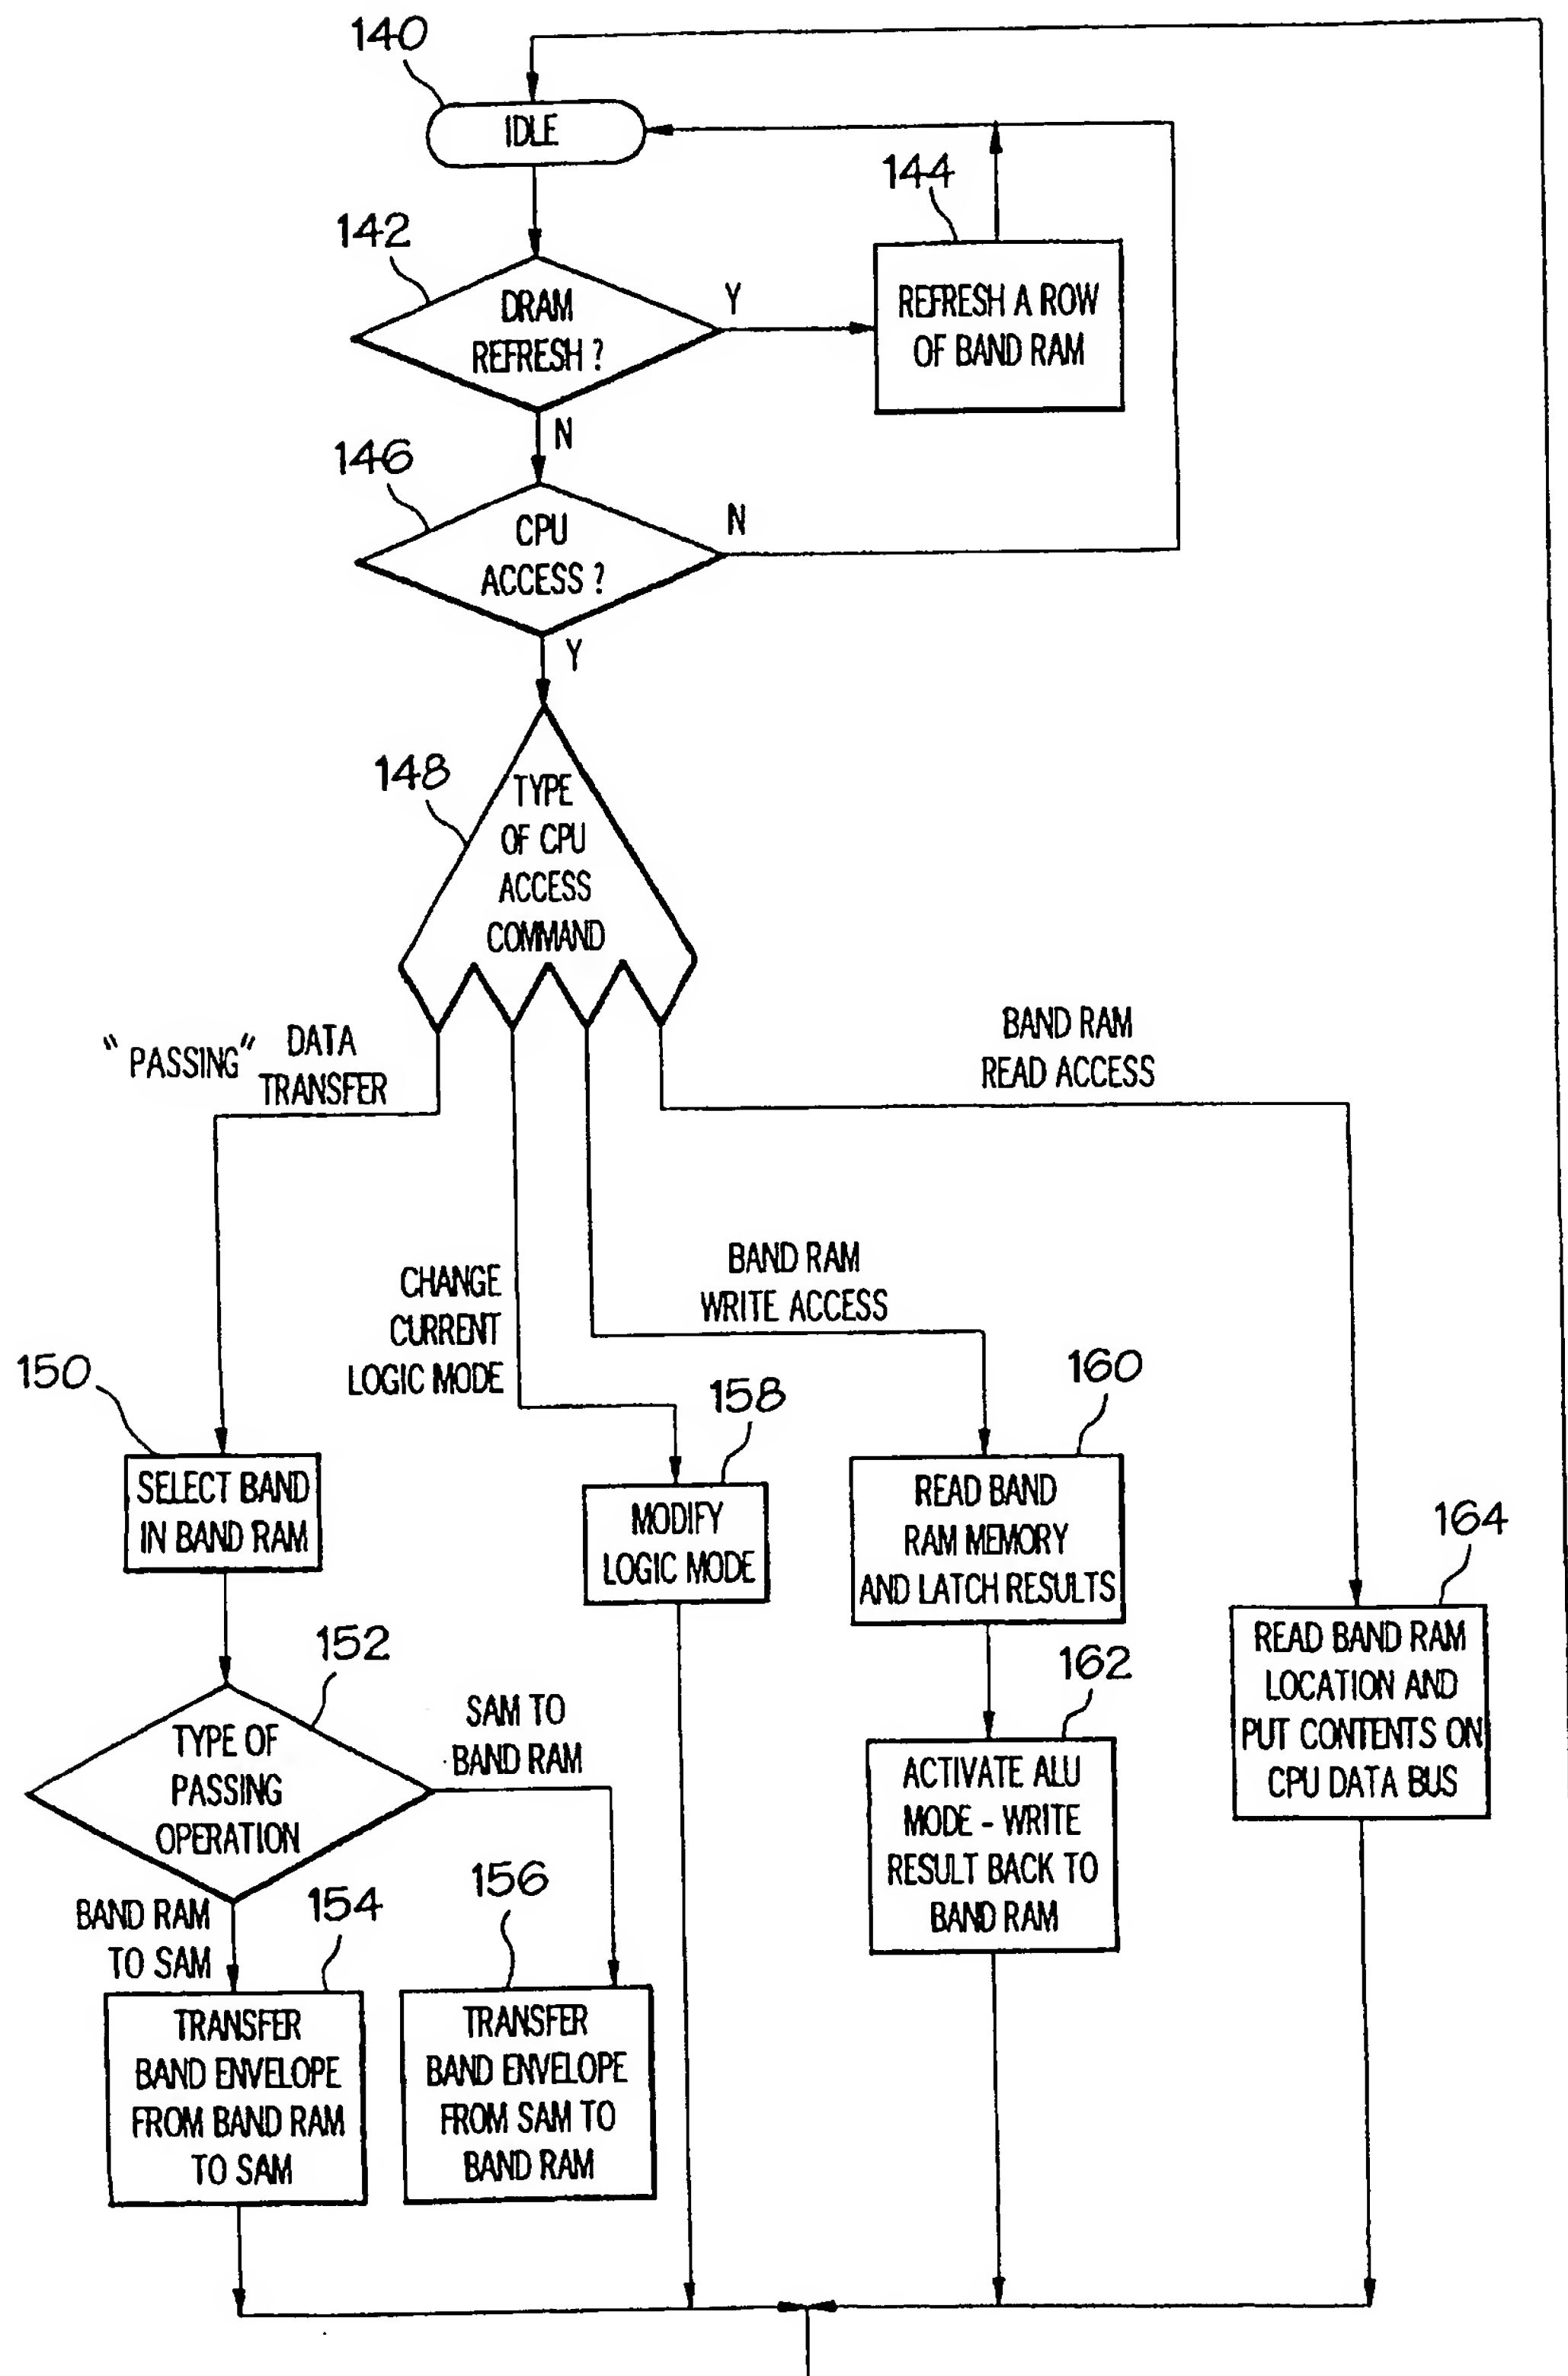 140
IDLE
144
142
DRAM
REFRESH ?
Y
REFRESH A ROW
OF BAND RAM
N
146
CPU
ACCESS ?
N
Y
148
TYPE
OF CPU
ACCESS
COMMAND
" PASSING" DATA
TRANSFER
BAND RAM
READ ACCESS
CHANGE
CURRENT
LOGIC MODE
BAND RAM
WRITE ACCESS
150
158
160
SELECT BAND
IN BAND RAM
MODIFY
LOGIC MODE
READ BAND
RAM MEMORY
AND LATCH RESULTS
164
READ BAND RAM
LOCATION AND
PUT CONTENTS ON
CPU DATA BUS
152
TYPE OF
PASSING
OPERATION
SAM TO
BAND RAM
162
ACTIVATE ALU
MODE - WRITE
RESULT BACK TO
BAND RAM
BAND RAM
TO SAM
154
156
TRANSFER
BAND ENVELOPE
FROM BAND RAM
TO SAM
TRANSFER
BAND ENVELOPE
FROM SAM TO
BAND RAM